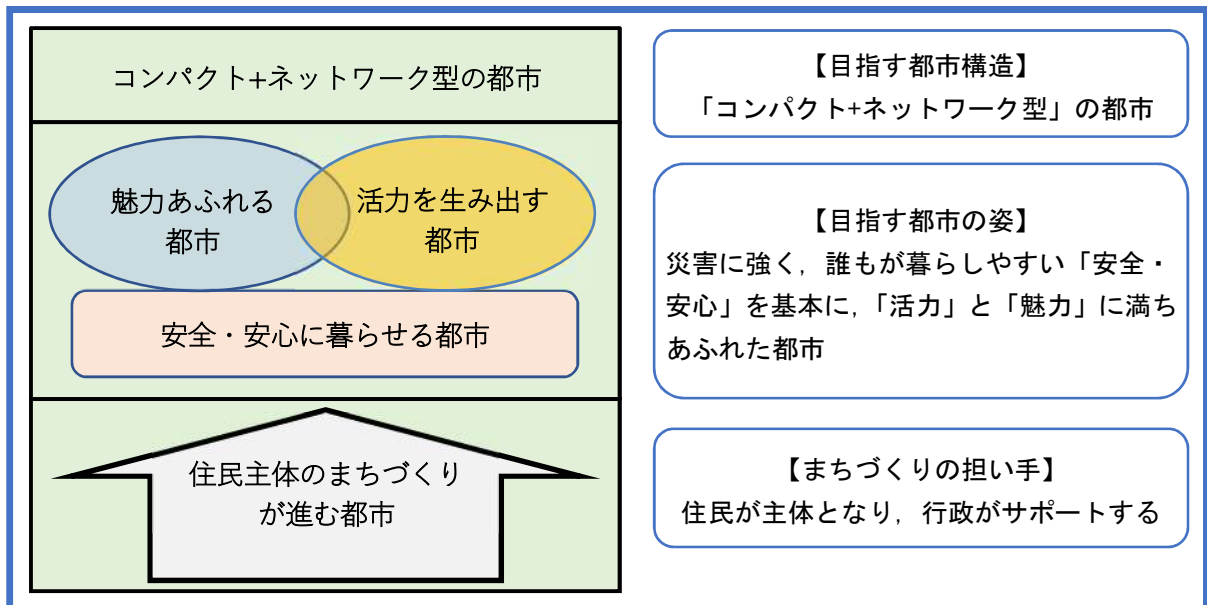 コンパクト+ネットワーク型の都市
魅力あふれる
都市
活力を生み出す
都市
安全・安心に暮らせる都市
住民主体のまちづくり
が進む都市
【目指す都市構造】
「コンパクト+ネットワーク型」の都市
【目指す都市の姿】
災害に強く，誰もが暮らしやすい「安全・
安心」を基本に，「活力」と「魅力」に満ち
あふれた都市
【まちづくりの担い手】
住民が主体となり，行政がサポートする